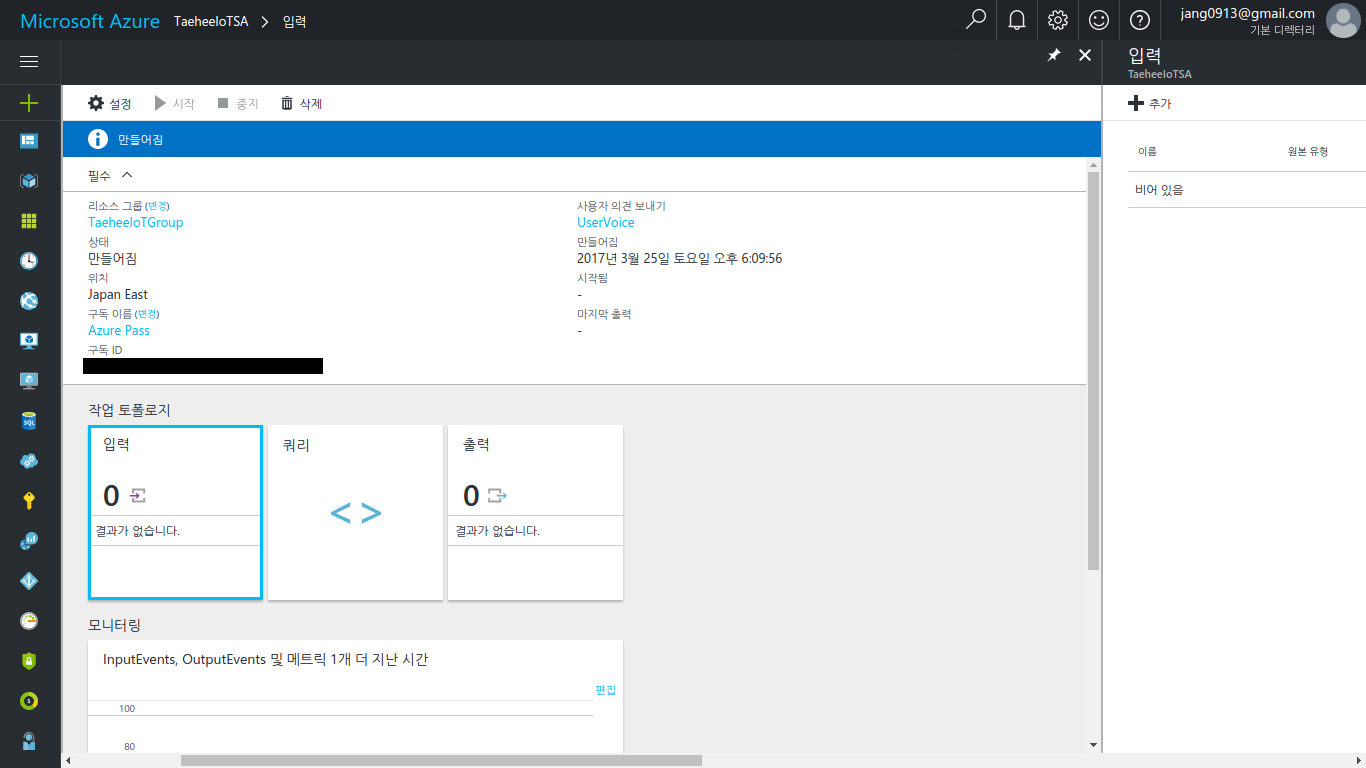 Microsoft Azure TaeheeIoTSA > 입력
jang0913@gmail.com
기본 디렉터리
입력
TaeheeIoTSA
설정 시작 중지 삭제
추가
만들어짐
이름 원본 유형
비어 있음
필수
리소스 그룹 (변경)
TaeheeIoTGroup
상태
만들어짐
위치
Japan East
구독 이름 (변경)
Azure Pass
구독 ID
사용자 의견 보내기
UserVoice
만들어짐
2017년 3월 25일 토요일 오후 6:09:56
시작됨
-
마지막 출력
-
작업 토폴로지
입력
0
결과가 없습니다.
쿼리
< >
출력
0
결과가 없습니다.
모니터링
InputEvents, OutputEvents 및 메트릭 1개 더 지난 시간
편집
100
80
SQL